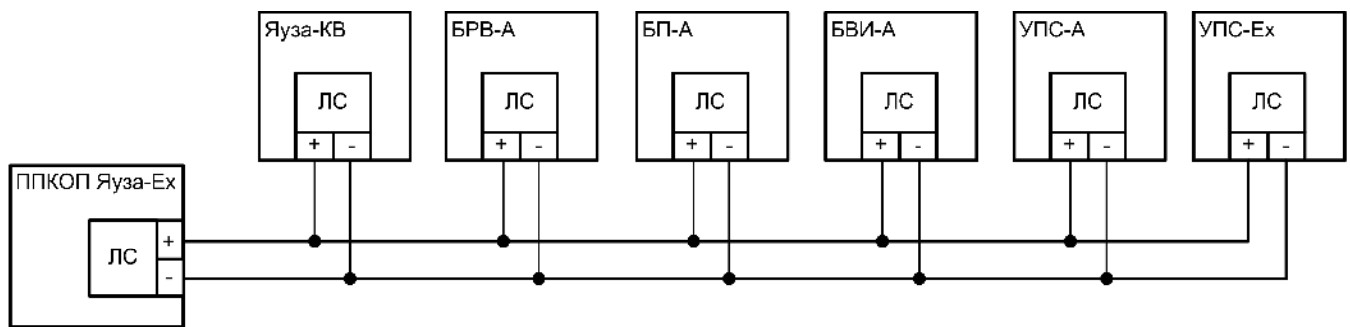 Яуза-КВ
ЛС
+ -
БРВ-А
ЛС
+ -
БП-А
ЛС
+ -
БВИ-А
ЛС
+ -
УПС-А
ЛС
+ -
УПС-Ех
ЛС
+ -
ППКОП Яуза-Ех
ЛС
+
-